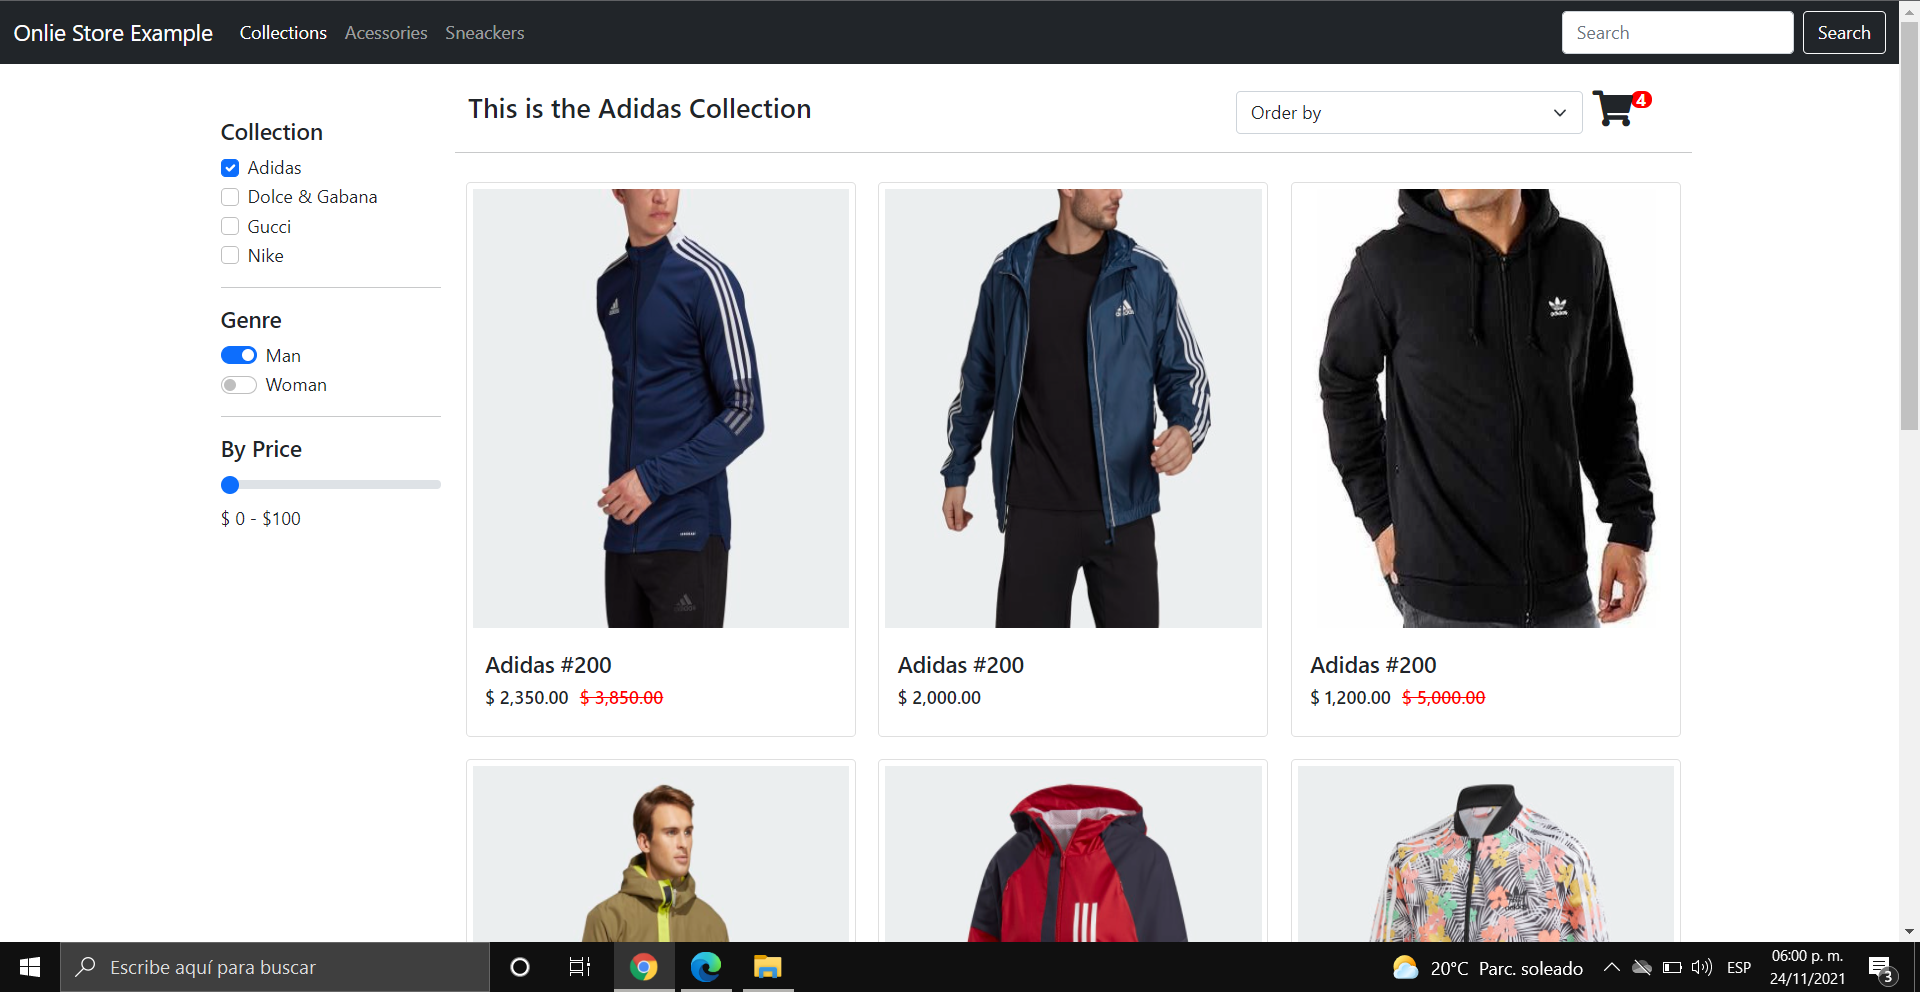 Onlie Store Example Collections Acessories Sneackers Search Search
This is the Adidas Collection Order by 4
Collection
Adidas
Dolce & Gabana
Gucci
Nike
Genre
Man
Woman
By Price
$ 0 - $100
adidas
Adidas #200
$ 2,350.00 $ 3,850.00
Adidas #200
$ 2,000.00
Adidas #200
$ 1,200.00 $ 5,000.00
Escribe aquí para buscar
20°C Parc. soleado ESP
06:00 p. m.
24/11/2021
3